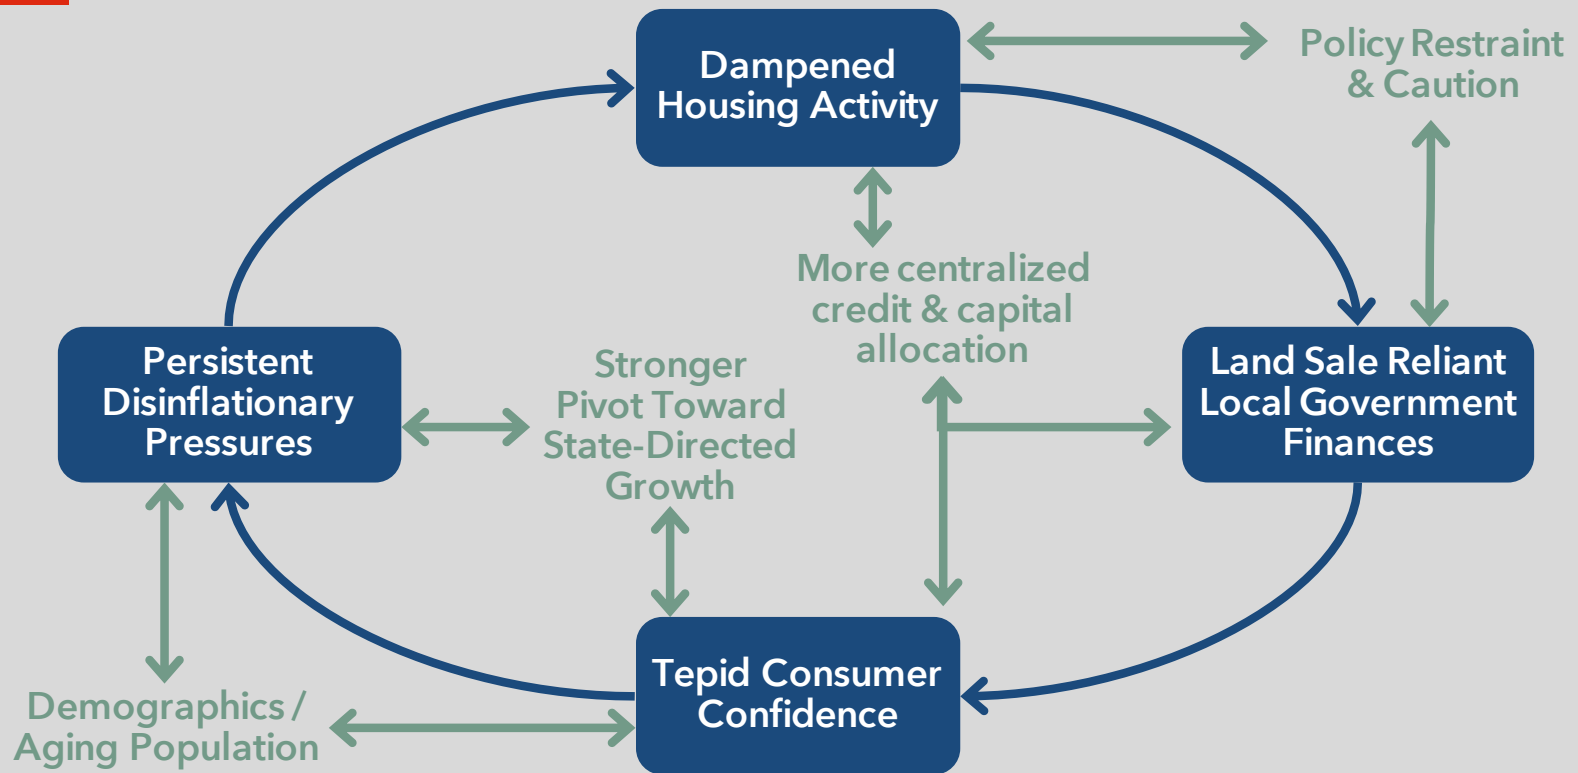 Dampened
Housing Activity
Policy Restraint
& Caution
More centralized
credit & capital
allocation
Persistent
Disinflationary
Pressures
Stronger
Pivot Toward
State-Directed
Growth
Land Sale Reliant
Local Government
Finances
Tepid Consumer
Confidence
Demographics /
Aging Population